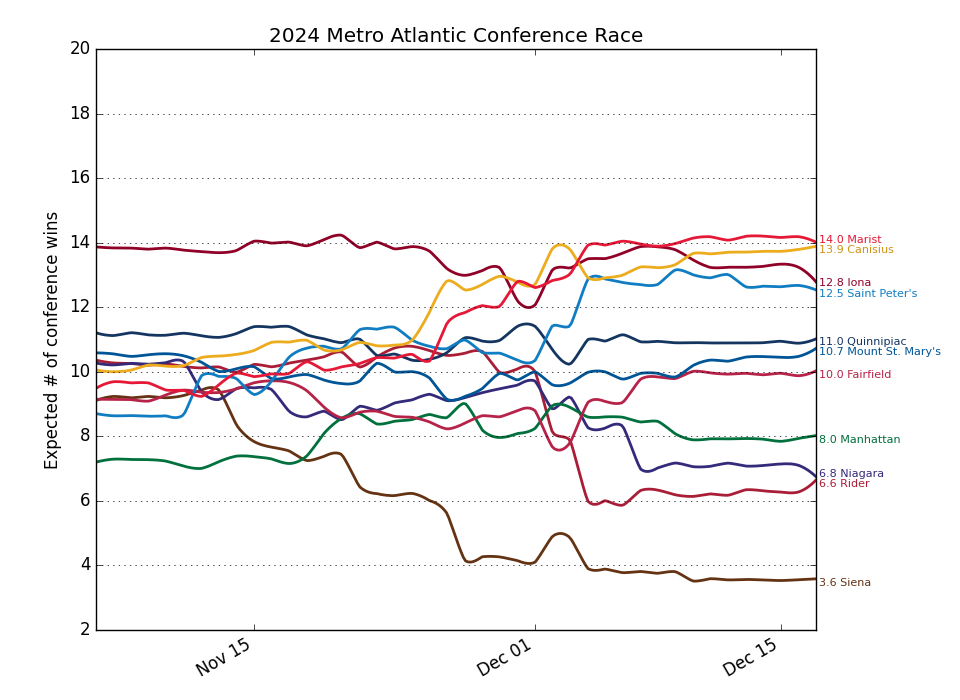 2024 Metro Atlantic Conference Race
Expected # of conference wins
20
18
16
14
12
10
8
6
4
2
Nov 15
Dec 01
Dec 15
14.0 Marist
13.9 Canisius
12.8 Iona
12.5 Saint Peter's
11.0 Quinnipiac
10.7 Mount St. Mary's
10.0 Fairfield
8.0 Manhattan
6.8 Niagara
6.6 Rider
3.6 Siena